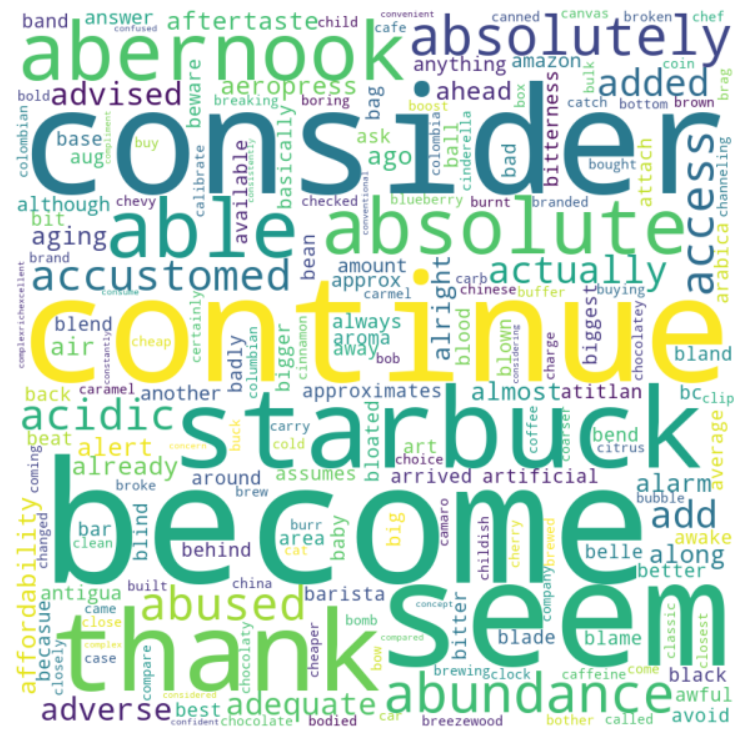 band
confused
answer
aftertaste
child
convenient
cafe
canned
canvas
broken
chef
abernook
absolutely
bold
advised
beware
aeropress
breaking
boring
anything
ahead
amazon
catch
box
bulk
bottom
added
coin
brown
brag
consider
colombian
base
aug
compliment
buy
calibrate
consistently
basically
bag
ask
ago
colombia
ball
cinderella
bad
bitterness
boost
bought
attach
access
channeling
arabica
although
bit
chevy
available
checked
conventional
blueberry
burnt
branded
able
absolute
aging
brand
accustomed
bean
amount
approx
carmel
carb
alright
chinese
buffer
buying
actually
complexrichexcellent
consume
continue
blend
air
constantly
cheap
certainly
badly
columbian
bigger
cinnamon
always
aroma
away
bob
blood
charge
blown
considering
biggest
chocolatey
bland
back
caramel
another
approximates
almost
atitlan
bc
clip
acidic
starbuck
beat
alert
concern
buck
carry
cold
art
bloated
choice
coffee
coarser
bend
citrus
average
coming
already
broke
around
brew
assumes
arrived
artificial
alarm
bubble
become
changed
bar
clean
blind
behind
burr
area
cat
baby
big
camaro
childish
cherry
brewed
company
belle
add
along
awake
better
affordability
antigua
becasue
closely
came
close
complex
case
built
abused
china
barista
bomb
concept
compared
seem
bitter
blade
blame
classic
closest
black
thank
compare
considered
confident
chocolaty
cheaper
bow
brewing
clock
caffeine
come
abundance
awful
adverse
best
adequate
chocolate
bodied
car
breezewood
bother
called
avoid